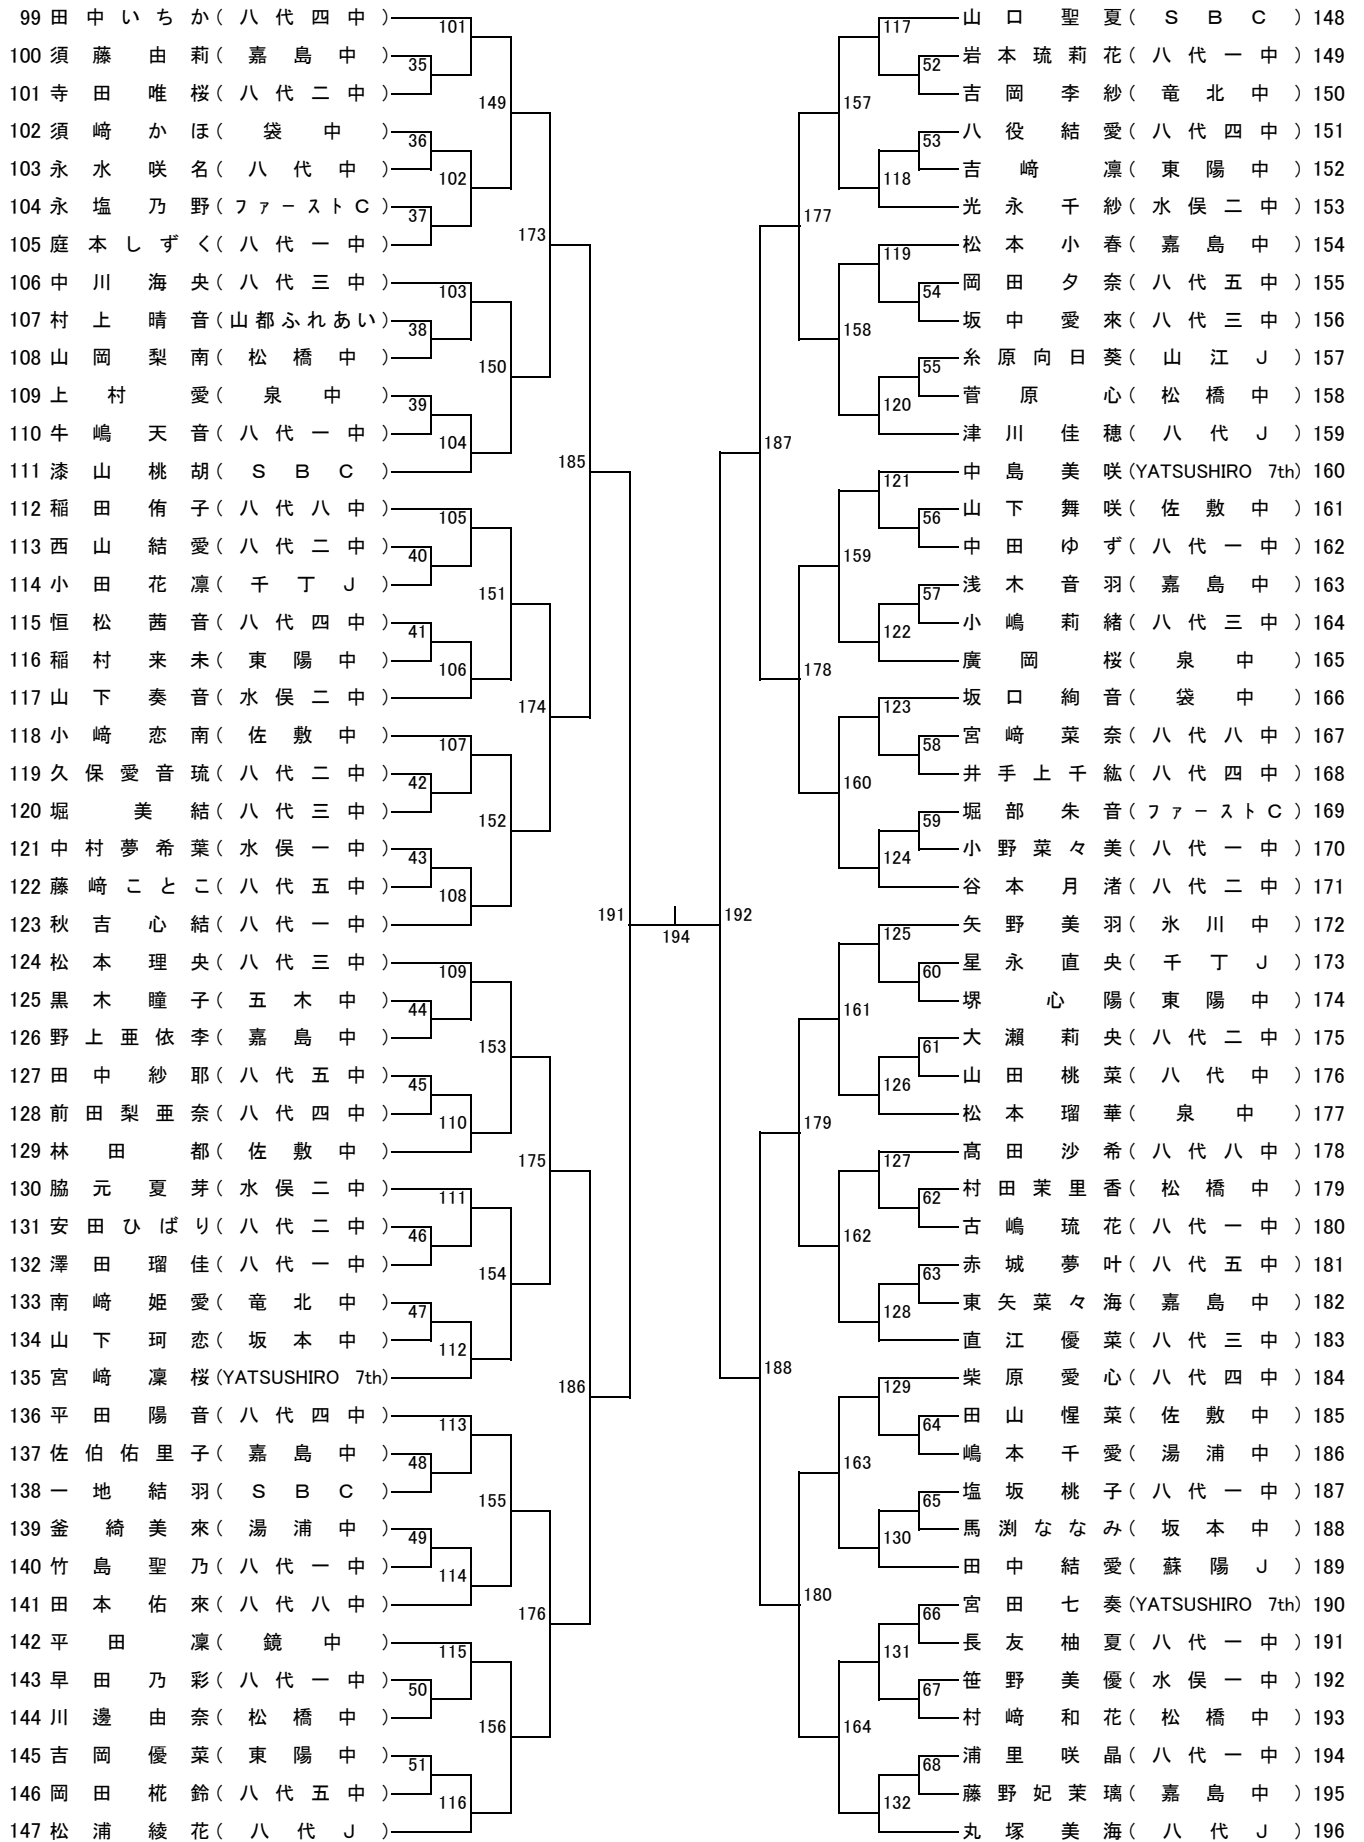 99 田中いちか(八代四中)
100 須藤由莉(嘉島中)
101 寺田唯桜(八代二中)
102 須﨑かほ(袋中)
103 永水咲名(八代中)
104 永塩乃野(ファーストC)
105 庭本しずく(八代一中)
106 中川海央(八代三中)
107 村上晴音(山都ふれあい)
108 山岡梨南(松橋中)
109 上村愛(泉中)
110 牛嶋天音(八代一中)
111 漆山桃胡(SBC)
112 稲田侑子(八代八中)
113 西山結愛(八代二中)
114 小田花凛(千丁J)
115 恒松茜音(八代四中)
116 稲村来未(東陽中)
117 山下奏音(水俣二中)
118 小﨑恋南(佐敷中)
119 久保愛音琉(八代二中)
120 堀美結(八代三中)
121 中村夢希葉(水俣一中)
122 藤﨑ことこ(八代五中)
123 秋吉心結(八代一中)
124 松本理央(八代三中)
125 黒木瞳子(五木中)
126 野上亜依李(嘉島中)
127 田中紗耶(八代五中)
128 前田梨亜奈(八代四中)
129 林田都(佐敷中)
130 脇元夏芽(水俣二中)
131 安田ひばり(八代二中)
132 澤田瑠佳(八代一中)
133 南﨑姫愛(竜北中)
134 山下珂恋(坂本中)
135 宮﨑凜桜(YATSUSHIRO 7th)
136 平田陽音(八代四中)
137 佐伯佑里子(嘉島中)
138 一地結羽(SBC)
139 釜綺美來(湯浦中)
140 竹島聖乃(八代一中)
141 田本佑來(八代八中)
142 平田凜(鏡中)
143 早田乃彩(八代一中)
144 川邊由奈(松橋中)
145 吉岡優菜(東陽中)
146 岡田椛鈴(八代五中)
147 松浦綾花(八代J)
101
35
36
102
37
103
38
39
104
105
40
41
106
107
42
43
108
109
44
45
110
111
46
47
112
113
48
49
114
115
50
51
116
149
150
151
152
153
154
155
156
173
174
175
176
185
186
191
194
192
187
188
177
178
179
180
157
158
159
160
161
162
163
164
117
52
53
118
119
54
55
120
121
56
57
122
123
58
59
124
125
60
61
126
127
62
63
128
129
64
65
130
66
131
67
68
132
山口聖夏(SBC) 148
岩本琉莉花(八代一中) 149
吉岡李紗(竜北中) 150
八役結愛(八代四中) 151
吉﨑凛(東陽中) 152
光永千紗(水俣二中) 153
松本小春(嘉島中) 154
岡田夕奈(八代五中) 155
坂中愛來(八代三中) 156
糸原向日葵(山江J) 157
菅原心(松橋中) 158
津川佳穂(八代J) 159
中島美咲(YATSUSHIRO 7th) 160
山下舞咲(佐敷中) 161
中田ゆず(八代一中) 162
浅木音羽(嘉島中) 163
小嶋莉緒(八代三中) 164
廣岡桜(泉中) 165
坂口絢音(袋中) 166
宮﨑菜奈(八代八中) 167
井手上千紘(八代四中) 168
堀部朱音(ファーストC) 169
小野菜々美(八代一中) 170
谷本月渚(八代二中) 171
矢野美羽(氷川中) 172
星永直央(千丁J) 173
堺心陽(東陽中) 174
大瀬莉央(八代二中) 175
山田桃菜(八代中) 176
松本瑠華(泉中) 177
髙田沙希(八代八中) 178
村田茉里香(松橋中) 179
古嶋琉花(八代一中) 180
赤城夢叶(八代五中) 181
東矢菜々海(嘉島中) 182
直江優菜(八代三中) 183
柴原愛心(八代四中) 184
田山惺菜(佐敷中) 185
嶋本千愛(湯浦中) 186
塩坂桃子(八代一中) 187
馬渕ななみ(坂本中) 188
田中結愛(蘇陽J) 189
宮田七奏(YATSUSHIRO 7th) 190
長友柚夏(八代一中) 191
笹野美優(水俣一中) 192
村﨑和花(松橋中) 193
浦里咲晶(八代一中) 194
藤野妃茉璃(嘉島中) 195
丸塚美海(八代J) 196